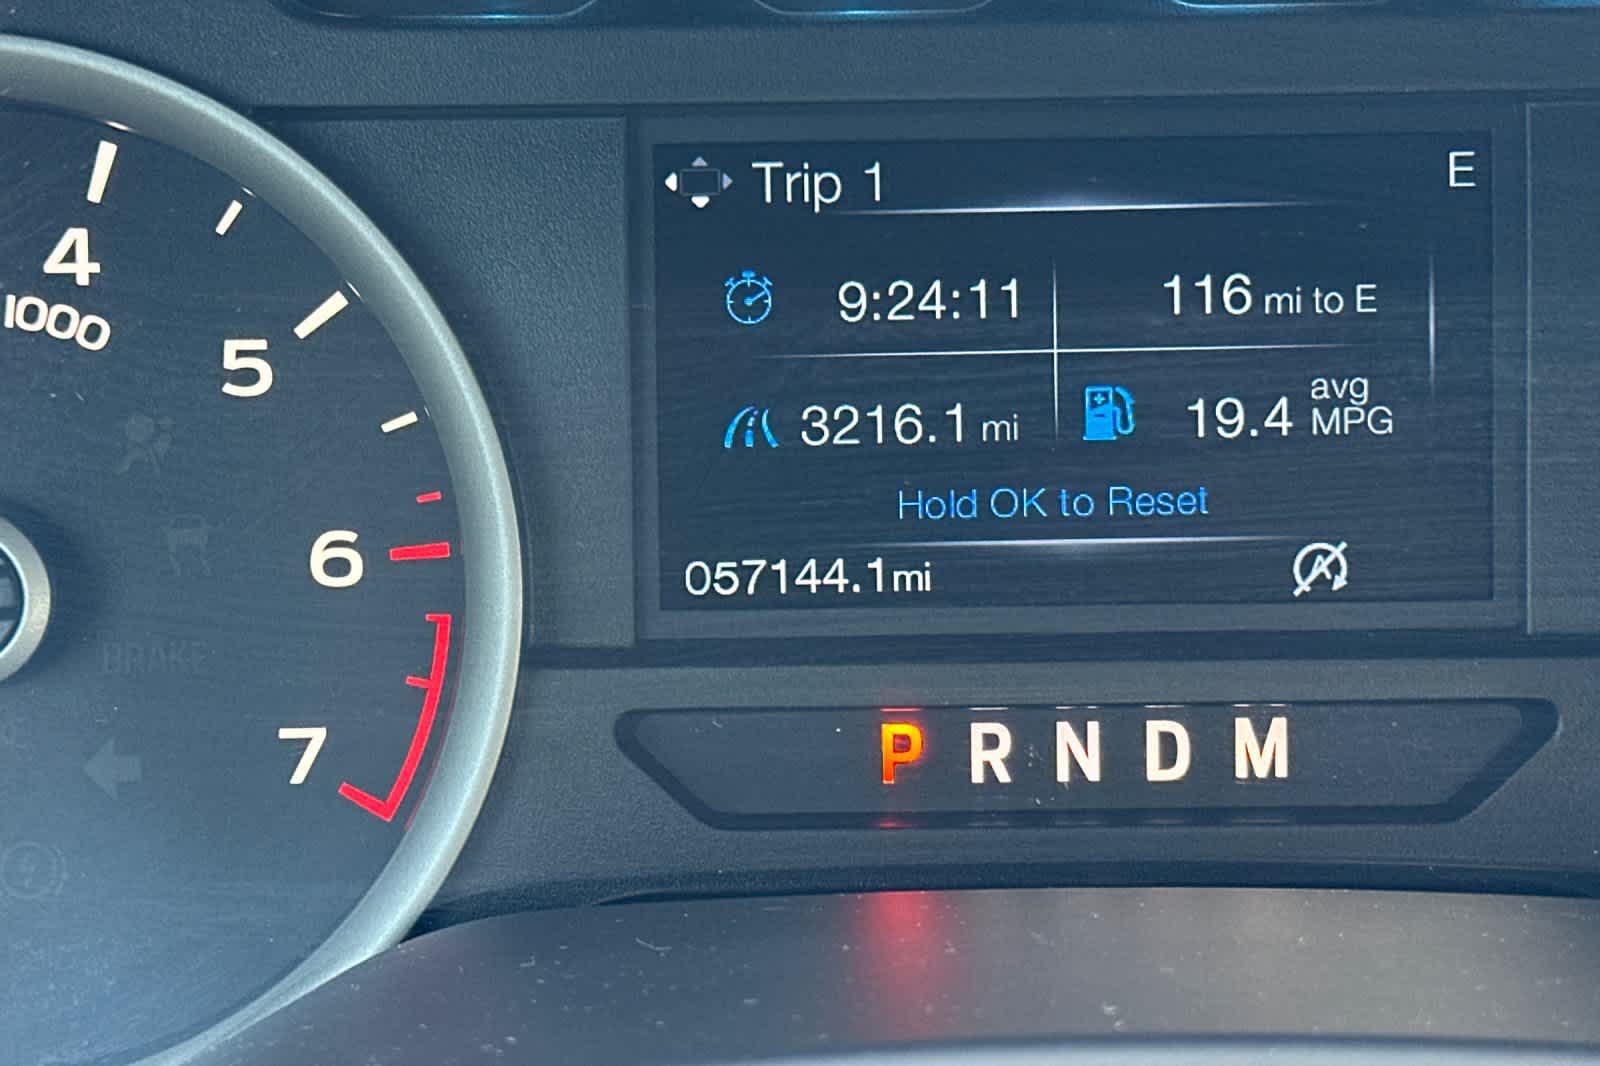 Trip 1
E
9:24:11
116 mi to E
3216.1 mi
19.4 avg MPG
Hold OK to Reset
057144.1mi
P R N D M
4
1000
5
6
7
BRAKE